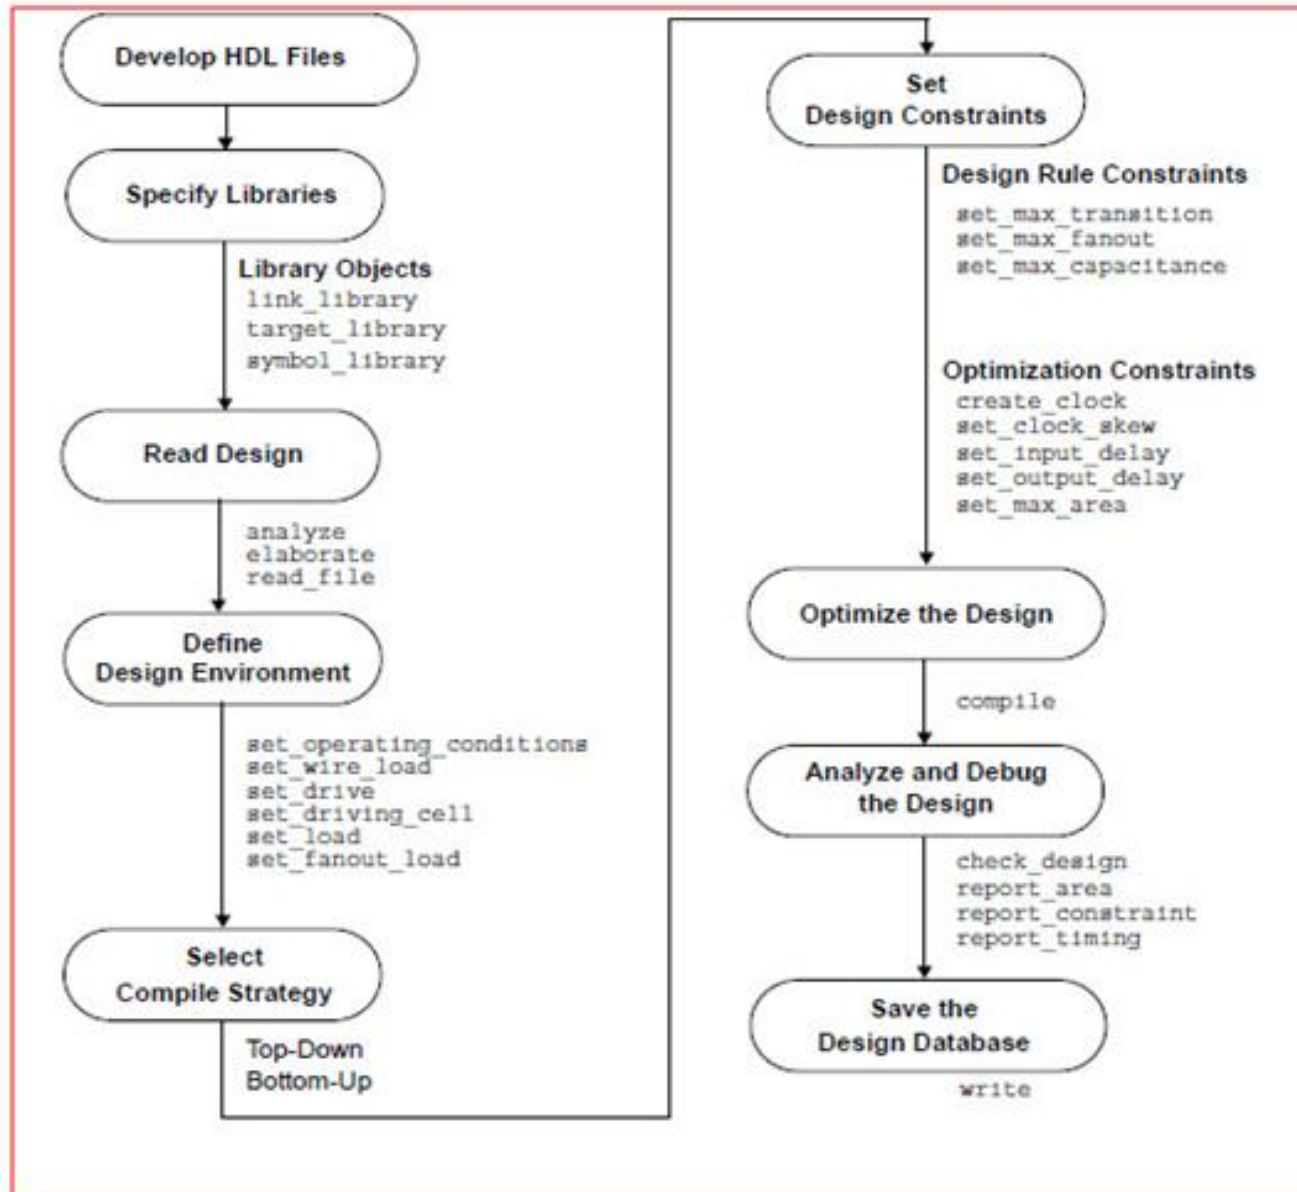 Develop HDL Files
Specify Libraries
Library Objects
link_library
target_library
symbol_library
Read Design
analyze
elaborate
read_file
Define
Design Environment
set_operating_conditions
set_wire_load
set_drive
set_driving_cell
set_load
set_fanout_load
Select
Compile Strategy
Top-Down
Bottom-Up
Set
Design Constraints
Design Rule Constraints
set_max_transition
set_max_fanout
set_max_capacitance
Optimization Constraints
create_clock
set_clock_skew
set_input_delay
set_output_delay
set_max_area
Optimize the Design
compile
Analyze and Debug
the Design
check_design
report_area
report_constraint
report_timing
Save the
Design Database
write